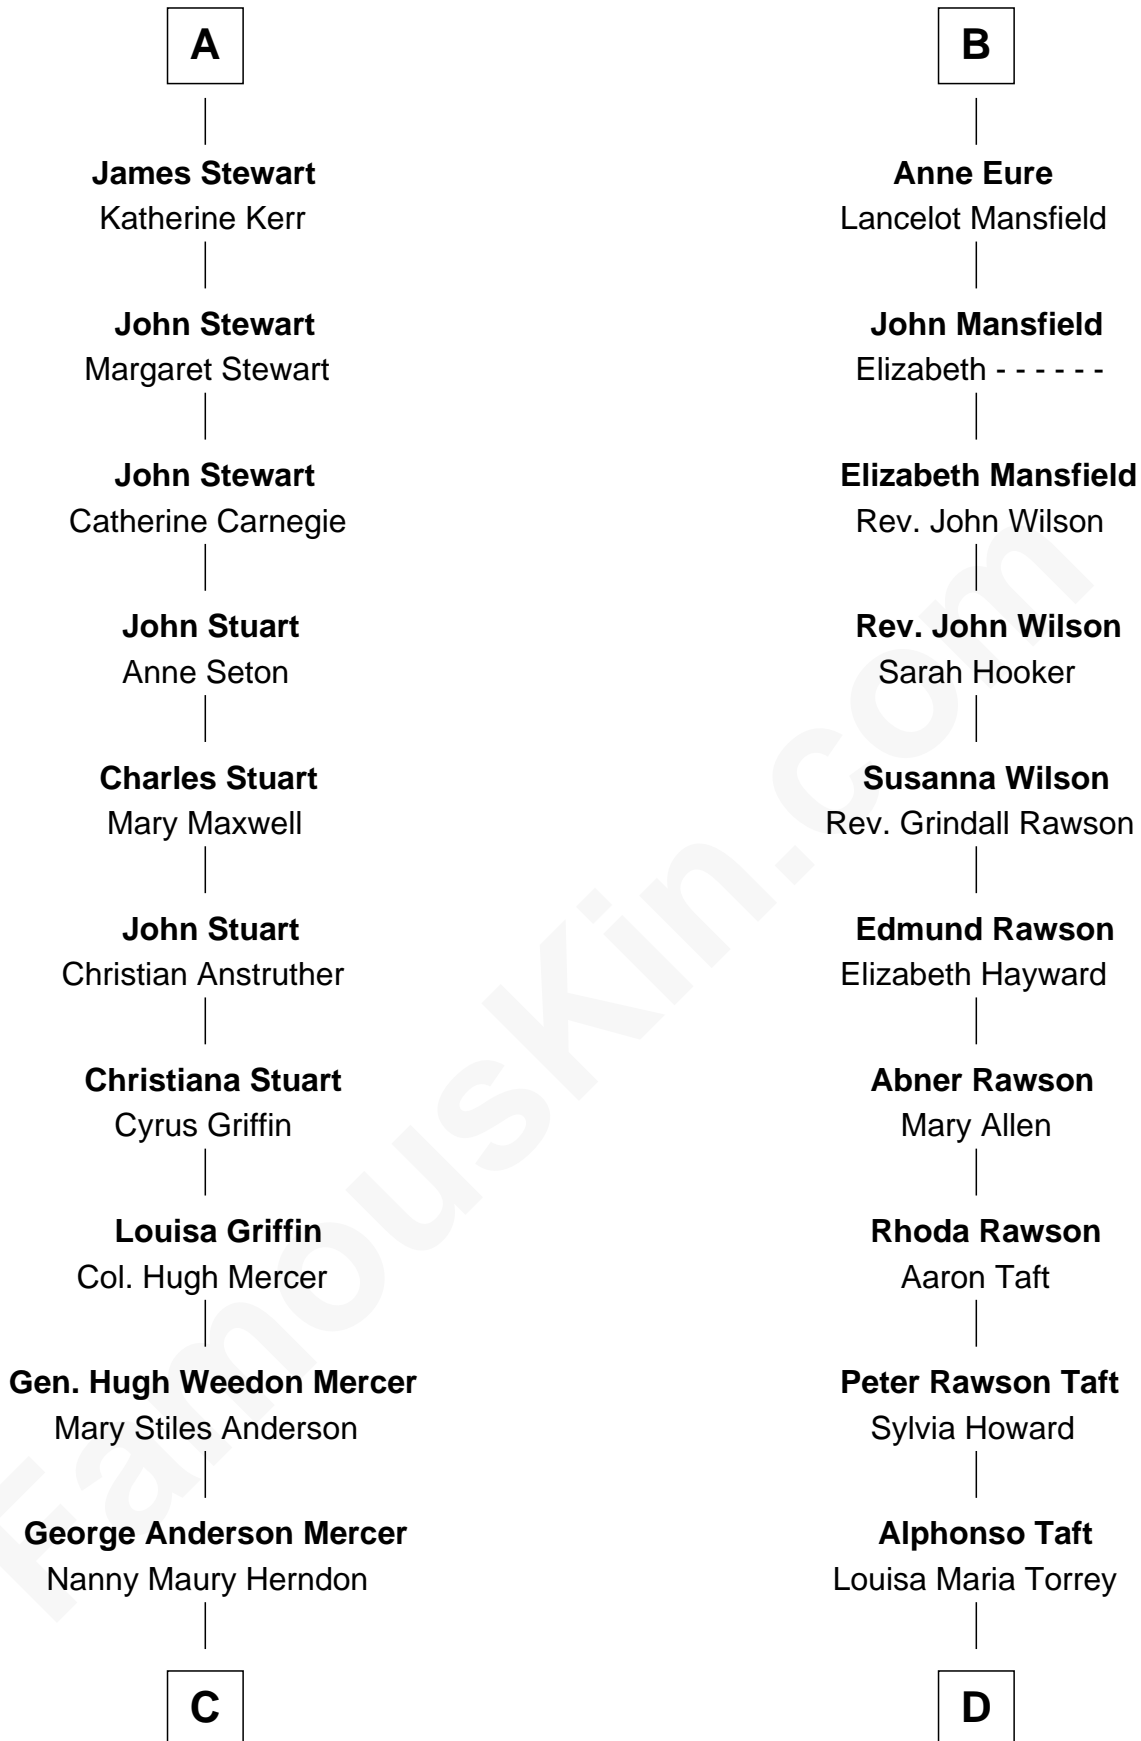 A
James Stewart
Katherine Kerr
John Stewart
Margaret Stewart
John Stewart
Catherine Carnegie
John Stuart
Anne Seton
Charles Stuart
Mary Maxwell
John Stuart
Christian Anstruther
Christiana Stuart
Cyrus Griffin
Louisa Griffin
Col. Hugh Mercer
Gen. Hugh Weedon Mercer
Mary Stiles Anderson
George Anderson Mercer
Nanny Maury Herndon
C
B
Anne Eure
Lancelot Mansfield
John Mansfield
Elizabeth - - - - - -
Elizabeth Mansfield
Rev. John Wilson
Rev. John Wilson
Sarah Hooker
Susanna Wilson
Rev. Grindall Rawson
Edmund Rawson
Elizabeth Hayward
Abner Rawson
Mary Allen
Rhoda Rawson
Aaron Taft
Peter Rawson Taft
Sylvia Howard
Alphonso Taft
Louisa Maria Torrey
D
FamousKin.com